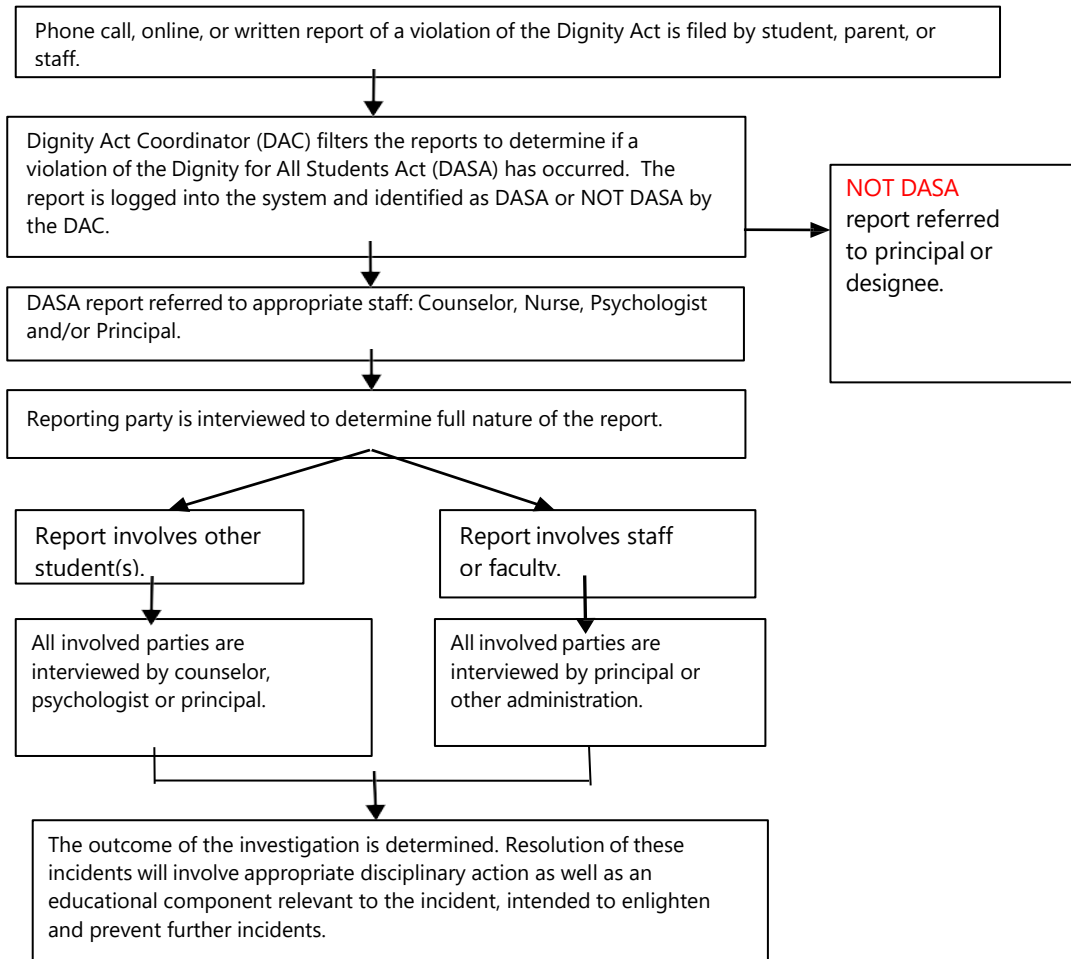 Phone call, online, or written report of a violation of the Dignity Act is filed by student, parent, or
staff.
Dignity Act Coordinator (DAC) filters the reports to determine if a
violation of the Dignity for All Students Act (DASA) has occurred.  The
report is logged into the system and identified as DASA or NOT DASA by
the DAC.
NOT DASA
report referred
to principal or
designee.
DASA report referred to appropriate staff: Counselor, Nurse, Psychologist
and/or Principal.
Reporting party is interviewed to determine full nature of the report.
Report involves other
student(s).
Report involves staff
or faculty.
All involved parties are
interviewed by counselor,
psychologist or principal.
All involved parties are
interviewed by principal or
other administration.
The outcome of the investigation is determined. Resolution of these
incidents will involve appropriate disciplinary action as well as an
educational component relevant to the incident, intended to enlighten
and prevent further incidents.